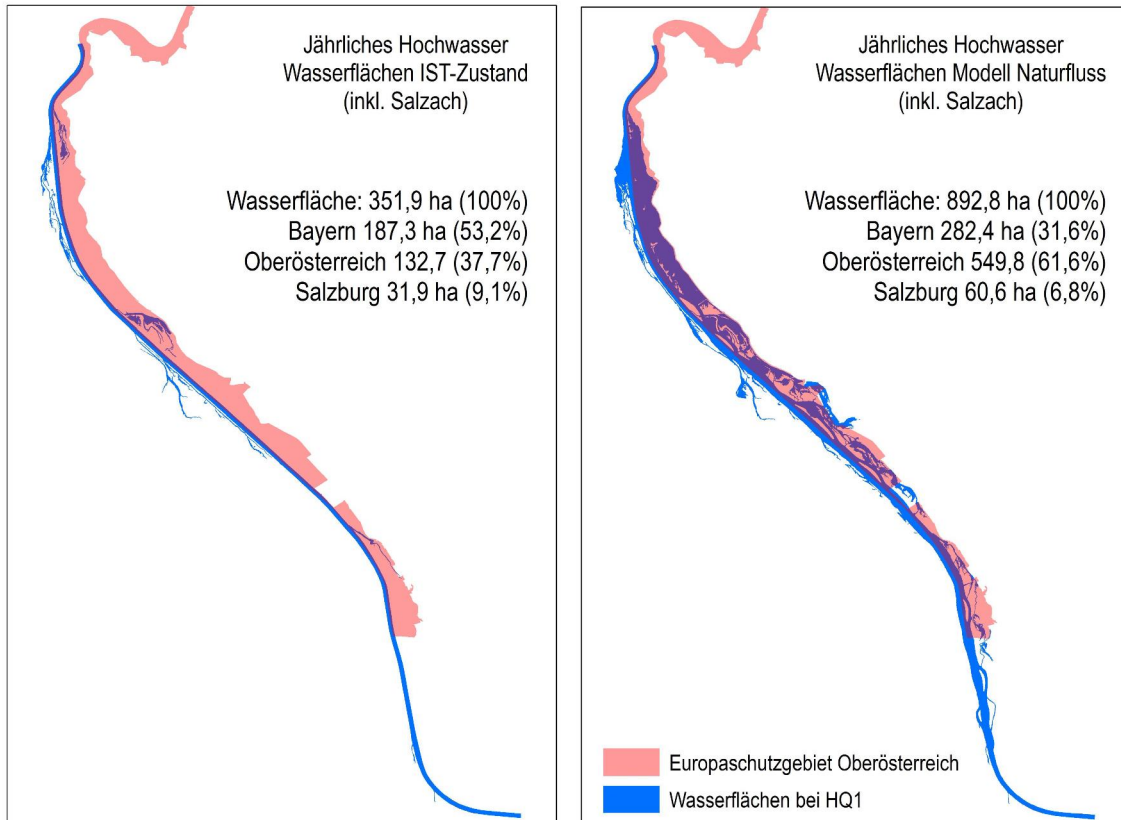 Jährliches Hochwasser
Wasserflächen IST-Zustand
(inkl. Salzach)
Wasserfläche: 351,9 ha (100%)
Bayern 187,3 ha (53,2%)
Oberösterreich 132,7 (37,7%)
Salzburg 31,9 ha (9,1%)
Jährliches Hochwasser
Wasserflächen Modell Naturfluss
(inkl. Salzach)
Wasserfläche: 892,8 ha (100%)
Bayern 282,4 ha (31,6%)
Oberösterreich 549,8 (61,6%)
Salzburg 60,6 ha (6,8%)
Europaschutzgebiet Oberösterreich
Wasserflächen bei HQ1